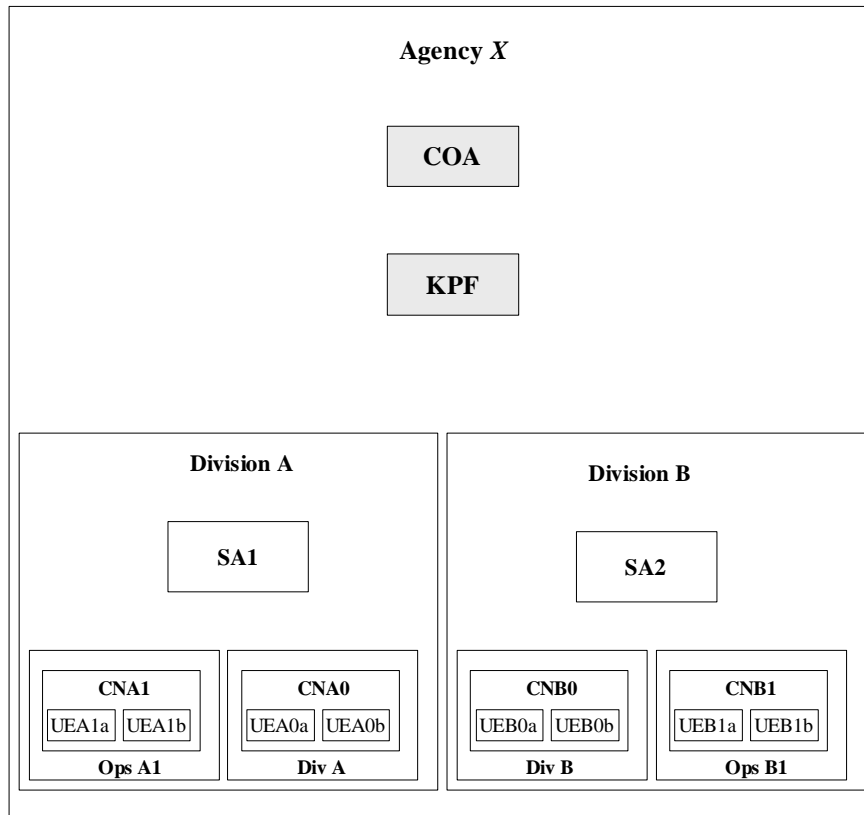 Agency X
COA
KPF
Division A
SA1
CNA1
UEA1a UEA1b
Ops A1
CNA0
UEA0a UEA0b
Div A
Division B
SA2
CNB0
UEB0a UEB0b
Div B
CNB1
UEB1a UEB1b
Ops B1